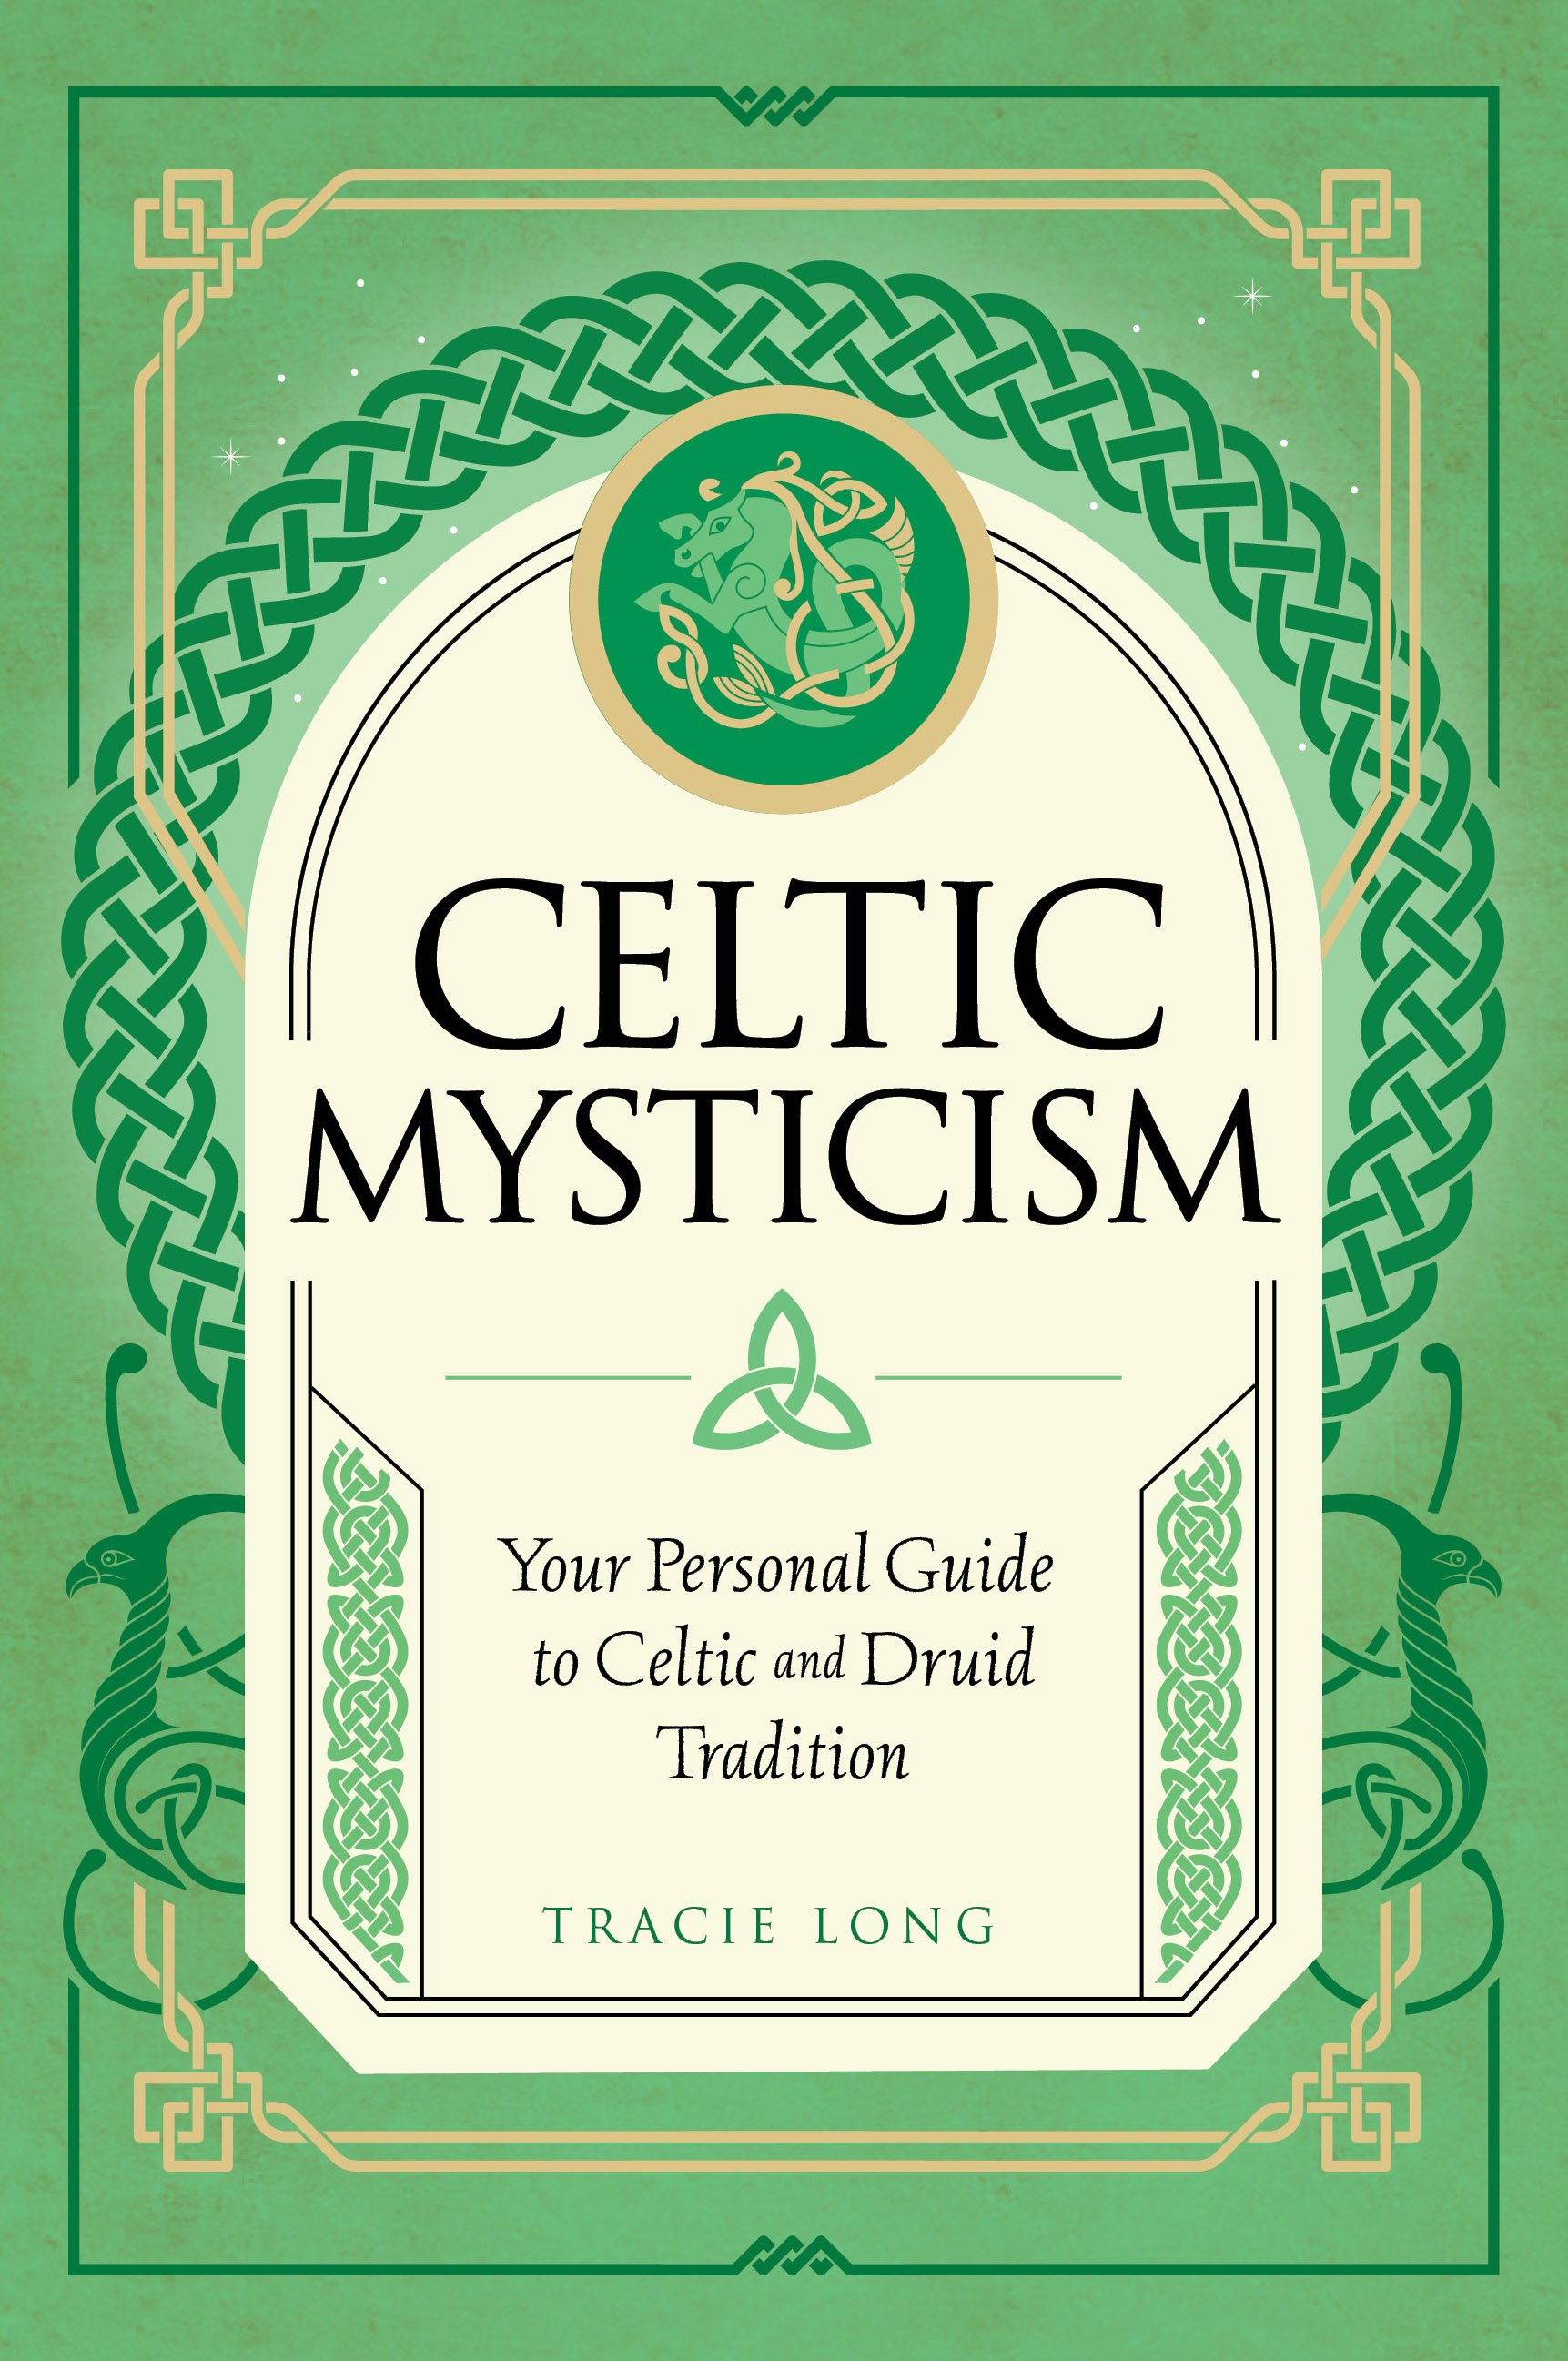 CELTIC
MYSTICISM
Your Personal Guide
to Celtic and Druid
Tradition
TRACIE LONG